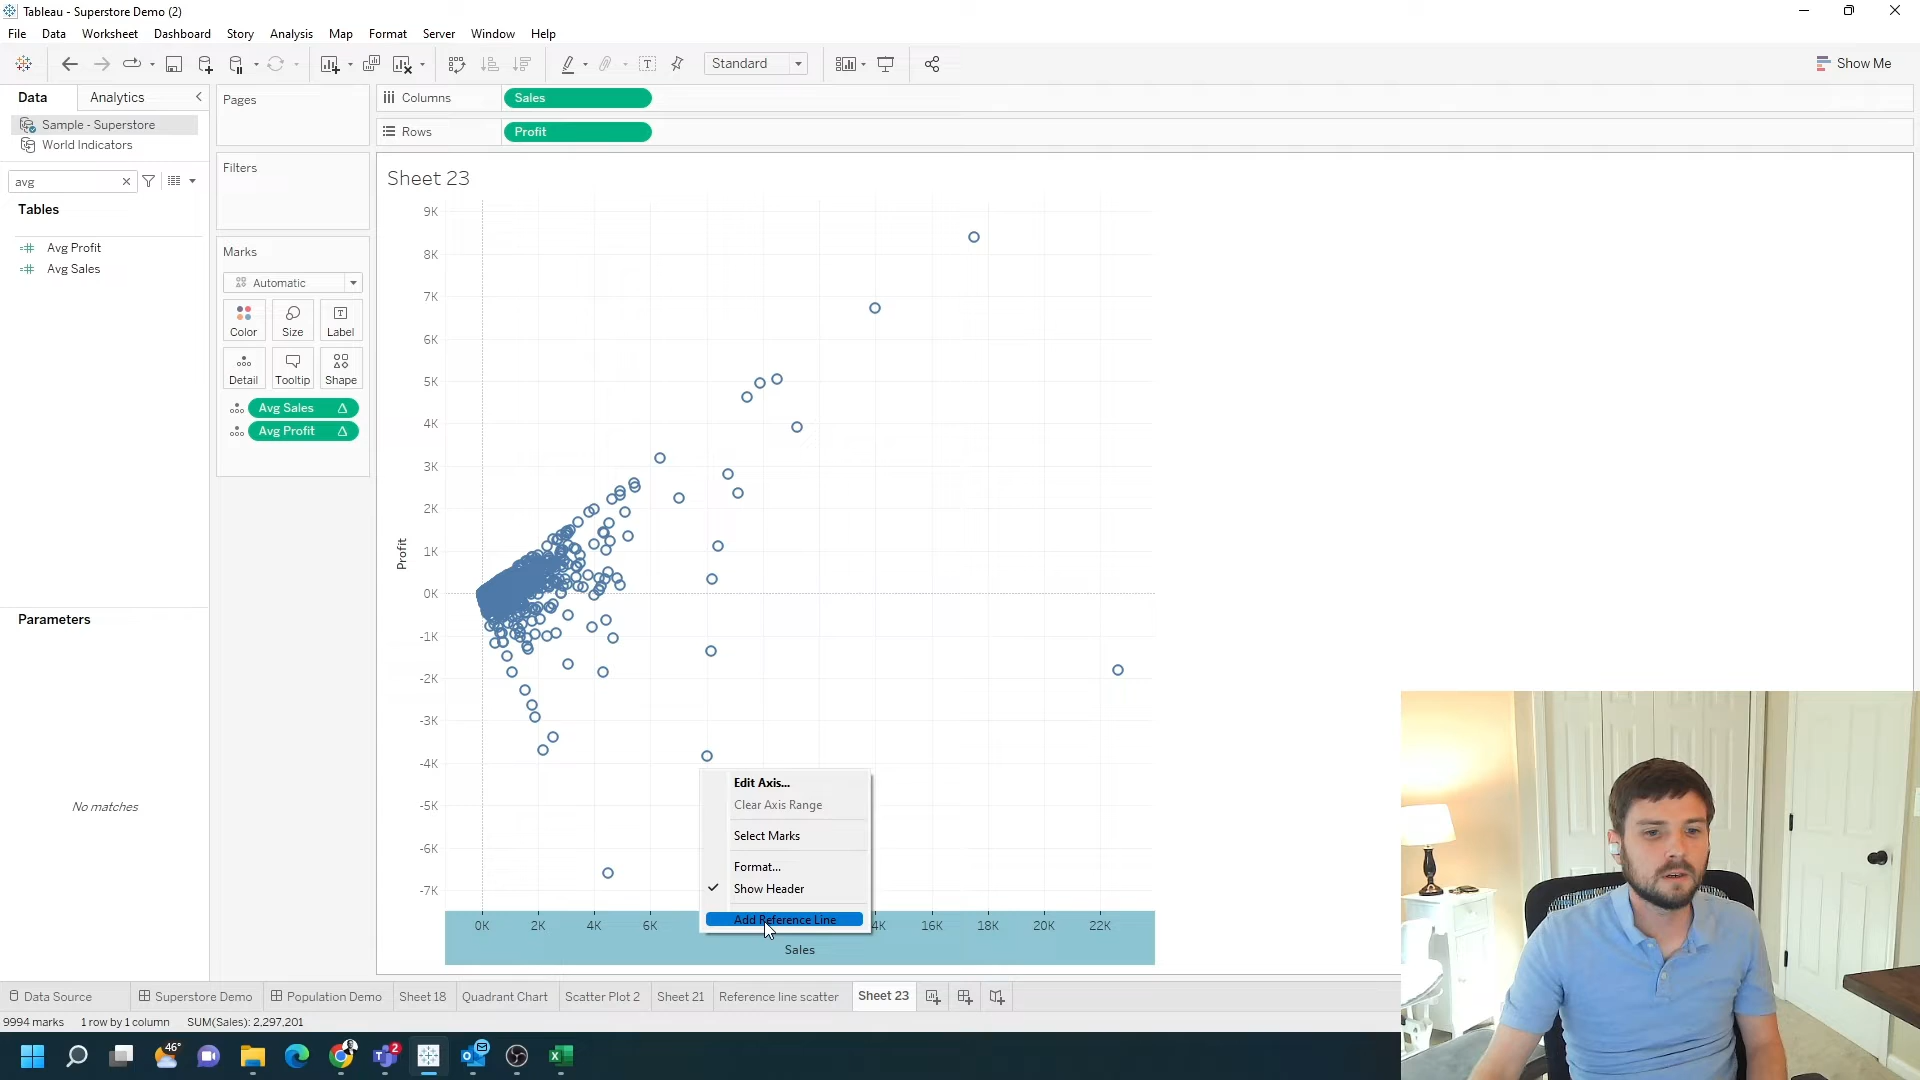 Tableau - Superstore Demo (2)
File Data Worksheet Dashboard Story Analysis Map Format Server Window Help
Standard
Show Me
Data Analytics
Pages
Columns
Sales
Sample - Superstore
World Indicators
Rows
Profit
Filters
avg
Tables
Sheet 23
Avg Profit
Avg Sales
Marks
Automatic
Color Size Label
Detail Tooltip Shape
Avg Sales
Avg Profit
9K
8K
7K
6K
5K
4K
3K
2K
1K
0K
-1K
-2K
-3K
-4K
-5K
-6K
-7K
Profit
Parameters
No matches
Edit Axis...
Clear Axis Range
Select Marks
Format...
Show Header
Add Reference Line
0K 2K 4K 6K 4K 16K 18K 20K 22K
Sales
Data Source Superstore Demo Population Demo Sheet 18 Quadrant Chart Scatter Plot 2 Sheet 21 Reference line scatter Sheet 23
9994 marks 1 row by 1 column SUM(Sales): 2,297,201
46°
2